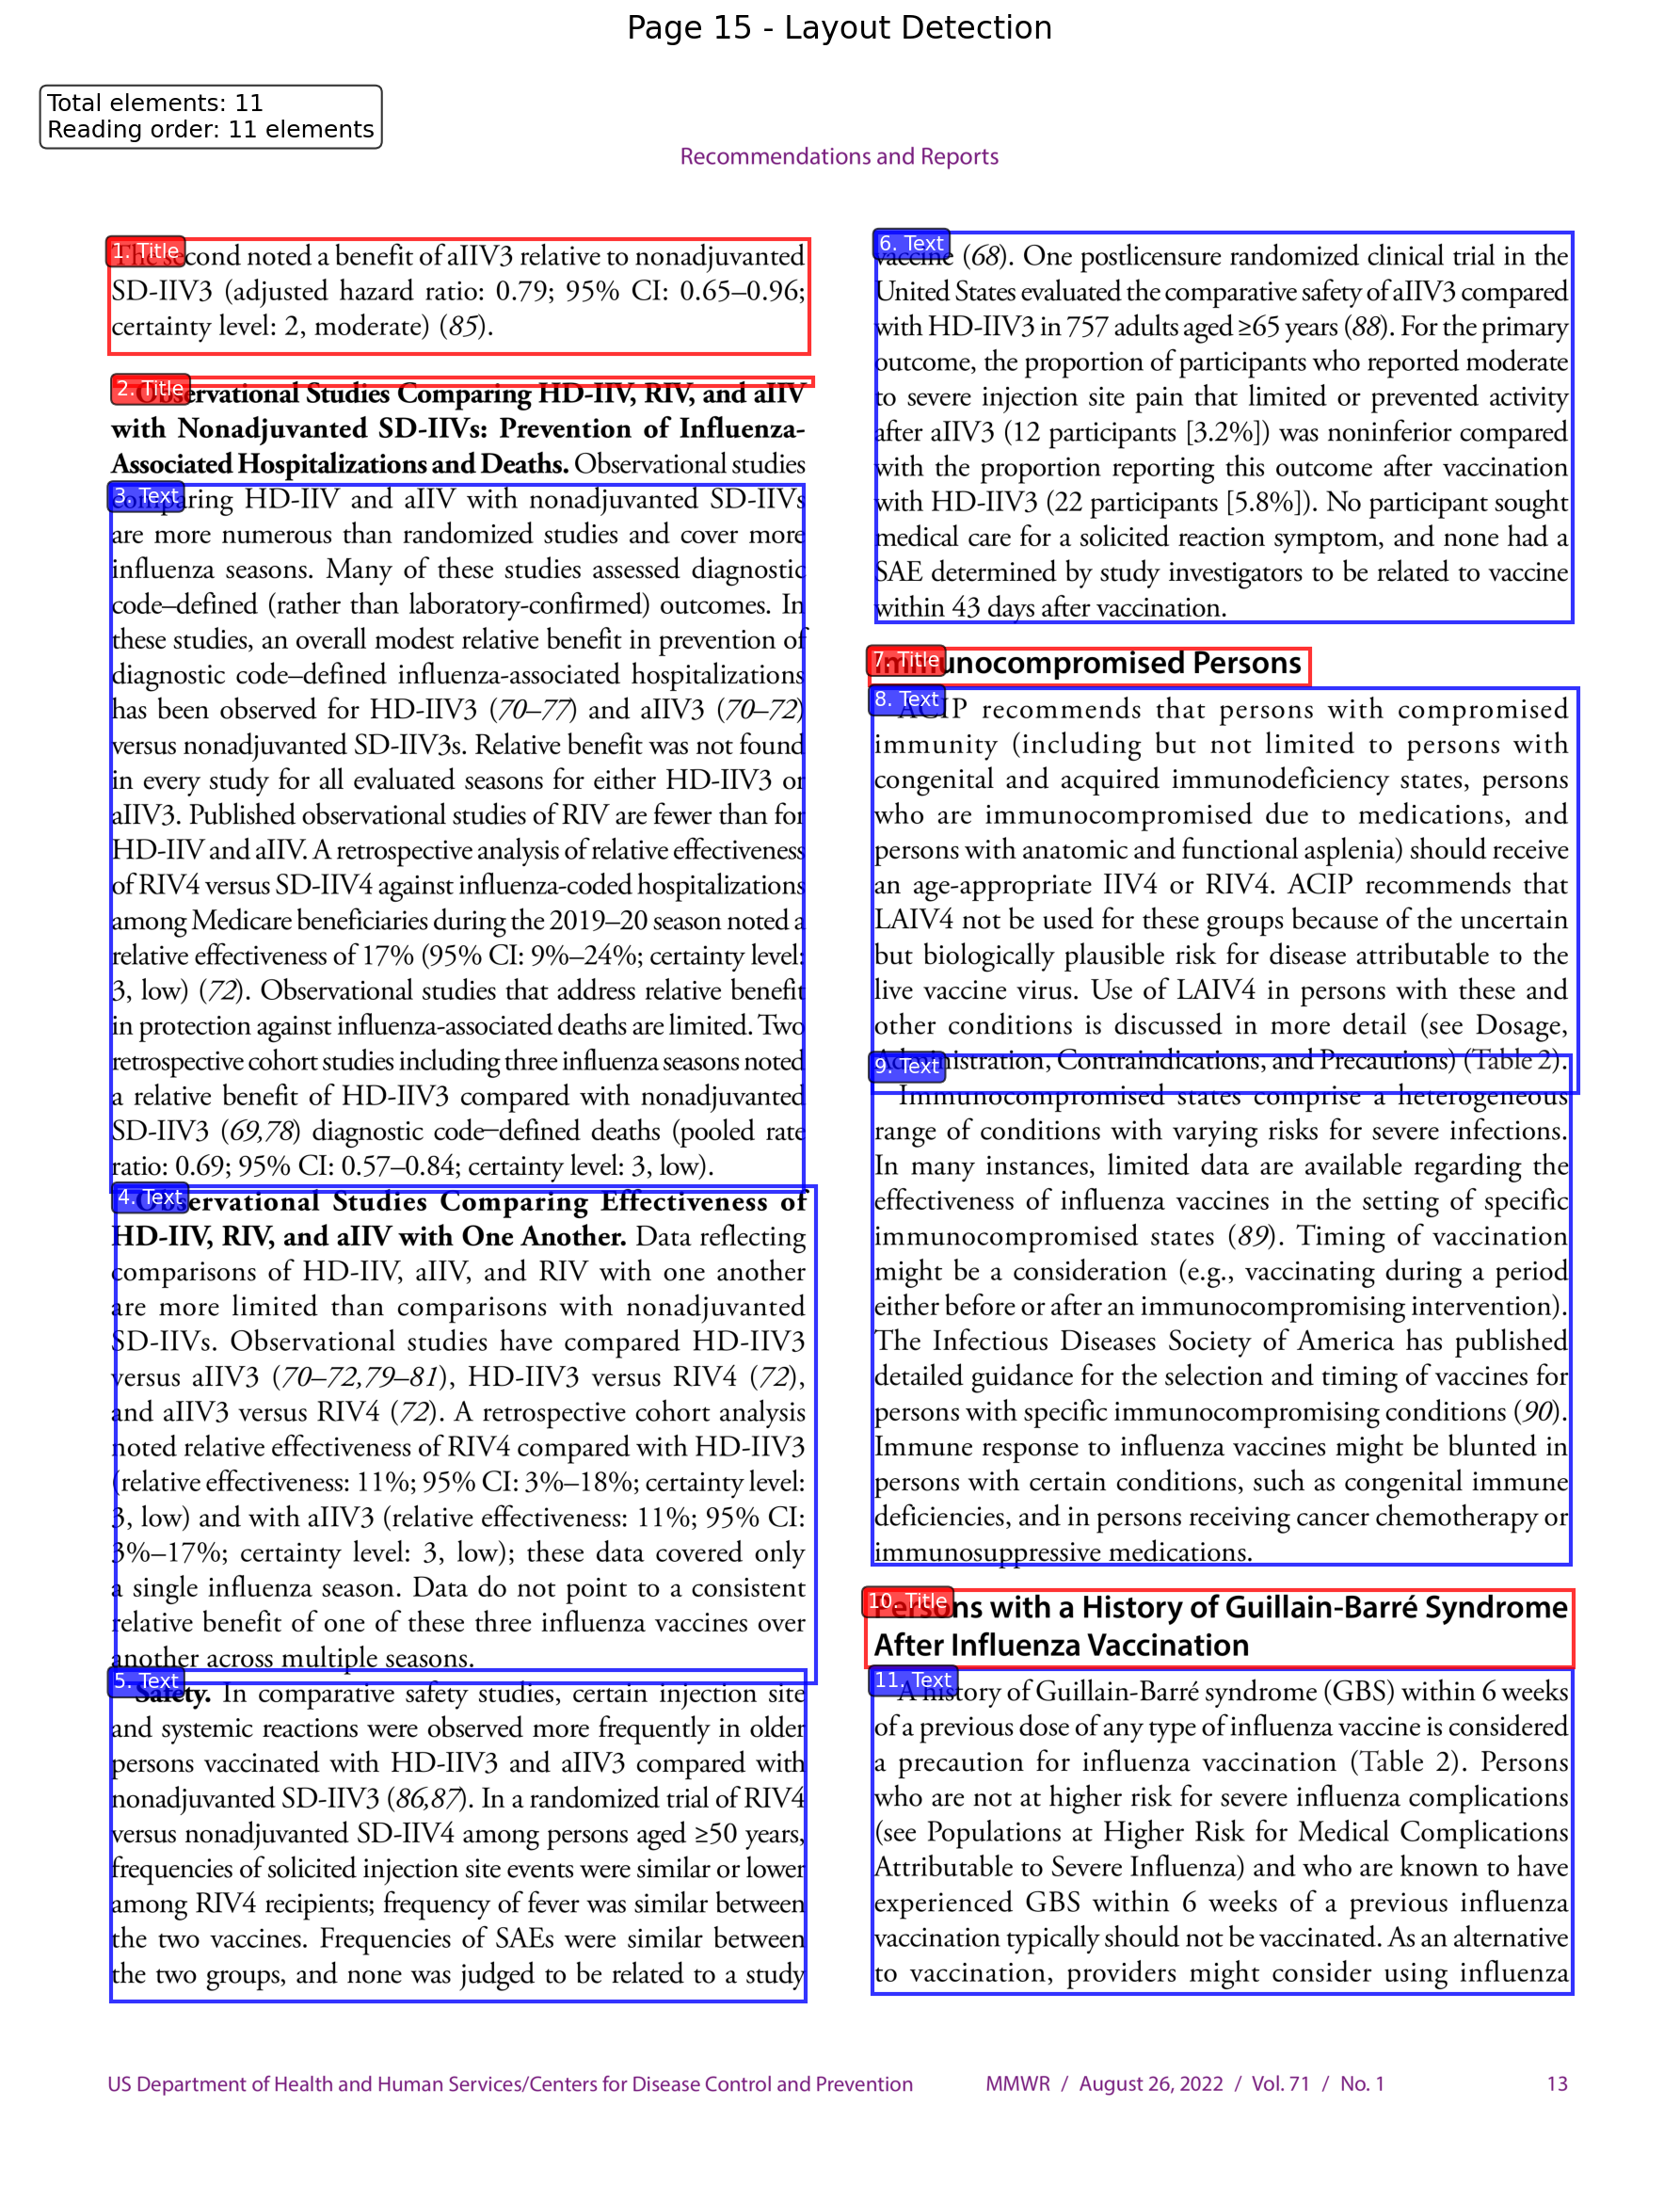 Page 15 - Layout Detection
Total elements: 11
Reading order: 11 elements
Recommendations and Reports
1. Title
The second noted a benefit of aIIV3 relative to nonadjuvanted
SD-IIV3 (adjusted hazard ratio: 0.79; 95% CI: 0.65–0.96;
certainty level: 2, moderate) (85).
2. Title
Observational Studies Comparing HD-IIV, RIV, and aIIV
with Nonadjuvanted SD-IIVs: Prevention of Influenza-
Associated Hospitalizations and Deaths. Observational studies
3. Text
comparing HD-IIV and aIIV with nonadjuvanted SD-IIVs
are more numerous than randomized studies and cover more
influenza seasons. Many of these studies assessed diagnostic
code–defined (rather than laboratory-confirmed) outcomes. In
these studies, an overall modest relative benefit in prevention of
diagnostic code–defined influenza-associated hospitalizations
has been observed for HD-IIV3 (70–77) and aIIV3 (70–72)
versus nonadjuvanted SD-IIV3s. Relative benefit was not found
in every study for all evaluated seasons for either HD-IIV3 or
aIIV3. Published observational studies of RIV are fewer than for
HD-IIV and aIIV. A retrospective analysis of relative effectiveness
of RIV4 versus SD-IIV4 against influenza-coded hospitalizations
among Medicare beneficiaries during the 2019–20 season noted a
relative effectiveness of 17% (95% CI: 9%–24%; certainty level:
3, low) (72). Observational studies that address relative benefit
in protection against influenza-associated deaths are limited. Two
retrospective cohort studies including three influenza seasons noted
a relative benefit of HD-IIV3 compared with nonadjuvanted
SD-IIV3 (69,78) diagnostic code–defined deaths (pooled rate
ratio: 0.69; 95% CI: 0.57–0.84; certainty level: 3, low).
4. Text
Observational Studies Comparing Effectiveness of
HD-IIV, RIV, and aIIV with One Another. Data reflecting
comparisons of HD-IIV, aIIV, and RIV with one another
are more limited than comparisons with nonadjuvanted
SD-IIVs. Observational studies have compared HD-IIV3
versus aIIV3 (70–72,79–81), HD-IIV3 versus RIV4 (72),
and aIIV3 versus RIV4 (72). A retrospective cohort analysis
noted relative effectiveness of RIV4 compared with HD-IIV3
(relative effectiveness: 11%; 95% CI: 3%–18%; certainty level:
3, low) and with aIIV3 (relative effectiveness: 11%; 95% CI:
3%–17%; certainty level: 3, low); these data covered only
a single influenza season. Data do not point to a consistent
relative benefit of one of these three influenza vaccines over
another across multiple seasons.
5. Text
Safety. In comparative safety studies, certain injection site
and systemic reactions were observed more frequently in older
persons vaccinated with HD-IIV3 and aIIV3 compared with
nonadjuvanted SD-IIV3 (86,87). In a randomized trial of RIV4
versus nonadjuvanted SD-IIV4 among persons aged ≥50 years,
frequencies of solicited injection site events were similar or lower
among RIV4 recipients; frequency of fever was similar between
the two vaccines. Frequencies of SAEs were similar between
the two groups, and none was judged to be related to a study
6. Text
vaccine (68). One postlicensure randomized clinical trial in the
United States evaluated the comparative safety of aIIV3 compared
with HD-IIV3 in 757 adults aged ≥65 years (88). For the primary
outcome, the proportion of participants who reported moderate
to severe injection site pain that limited or prevented activity
after aIIV3 (12 participants [3.2%]) was noninferior compared
with the proportion reporting this outcome after vaccination
with HD-IIV3 (22 participants [5.8%]). No participant sought
medical care for a solicited reaction symptom, and none had a
SAE determined by study investigators to be related to vaccine
within 43 days after vaccination.
7. Title
Immunocompromised Persons
8. Text
ACIP recommends that persons with compromised
immunity (including but not limited to persons with
congenital and acquired immunodeficiency states, persons
who are immunocompromised due to medications, and
persons with anatomic and functional asplenia) should receive
an age-appropriate IIV4 or RIV4. ACIP recommends that
LAIV4 not be used for these groups because of the uncertain
but biologically plausible risk for disease attributable to the
live vaccine virus. Use of LAIV4 in persons with these and
other conditions is discussed in more detail (see Dosage,
Administration, Contraindications, and Precautions) (Table 2).
9. Text
Immunocompromised states comprise a heterogeneous
range of conditions with varying risks for severe infections.
In many instances, limited data are available regarding the
effectiveness of influenza vaccines in the setting of specific
immunocompromised states (89). Timing of vaccination
might be a consideration (e.g., vaccinating during a period
either before or after an immunocompromising intervention).
The Infectious Diseases Society of America has published
detailed guidance for the selection and timing of vaccines for
persons with specific immunocompromising conditions (90).
Immune response to influenza vaccines might be blunted in
persons with certain conditions, such as congenital immune
deficiencies, and in persons receiving cancer chemotherapy or
immunosuppressive medications.
10. Title
Persons with a History of Guillain-Barré Syndrome
After Influenza Vaccination
11. Text
A history of Guillain-Barré syndrome (GBS) within 6 weeks
of a previous dose of any type of influenza vaccine is considered
a precaution for influenza vaccination (Table 2). Persons
who are not at higher risk for severe influenza complications
(see Populations at Higher Risk for Medical Complications
Attributable to Severe Influenza) and who are known to have
experienced GBS within 6 weeks of a previous influenza
vaccination typically should not be vaccinated. As an alternative
to vaccination, providers might consider using influenza
US Department of Health and Human Services/Centers for Disease Control and Prevention MMWR / August 26, 2022 / Vol. 71 / No. 1 13